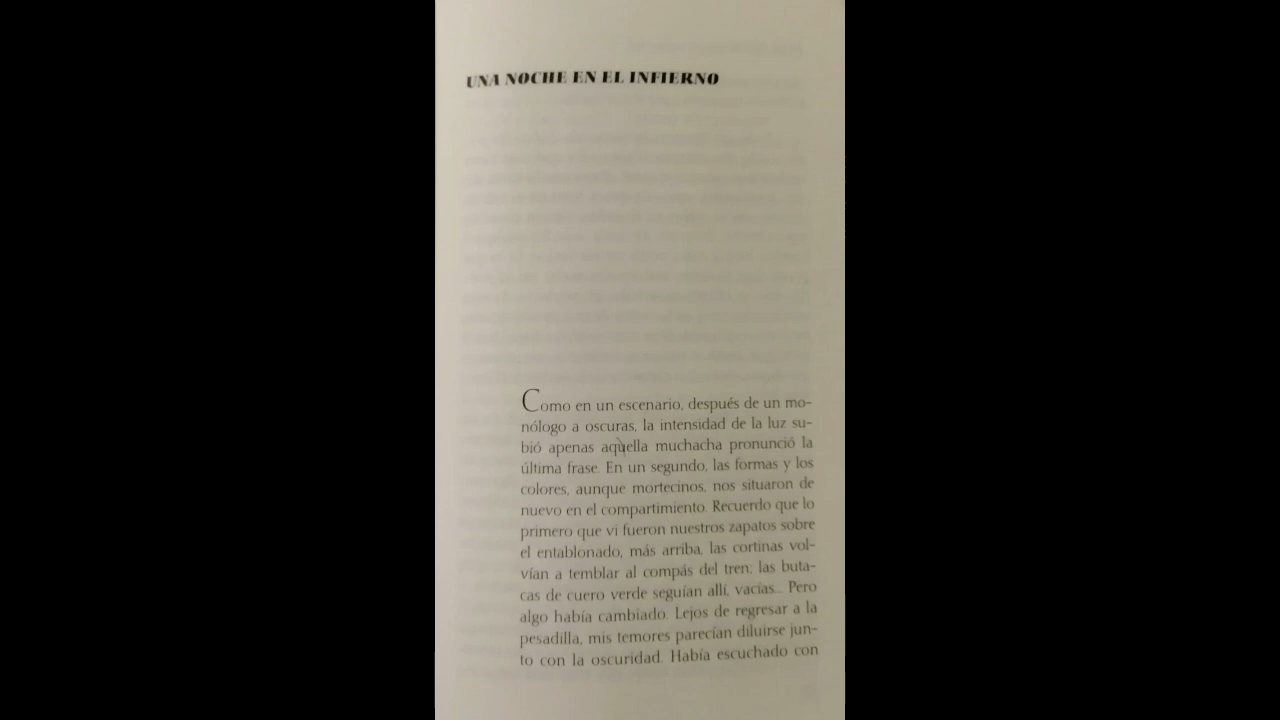 UNA NOCHE EN EL INFIERNO
Como en un escenario, después de un mo-
nólogo a oscuras, la intensidad de la luz su-
bió apenas aquella muchacha pronunció la
última frase. En un segundo, las formas y los
colores, aunque mortecinos, nos situaron de
nuevo en el compartimiento. Recuerdo que lo
primero que vi fueron nuestros zapatos sobre
el entablonado, más arriba, las cortinas vol-
vían a temblar al compás del tren; las buta-
cas de cuero verde seguían allí, vacías... Pero
algo había cambiado. Lejos de regresar a la
pesadilla, mis temores parecían diluirse jun-
to con la oscuridad. Había escuchado con